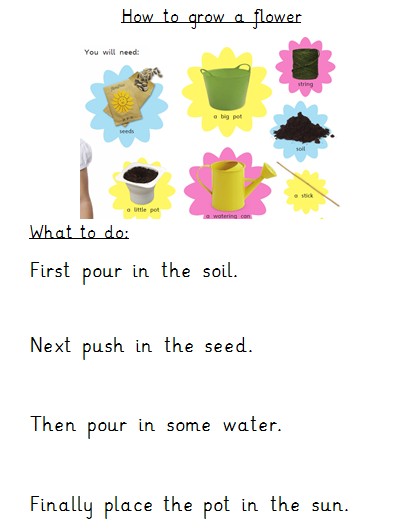 How to grow a flower
You will need:
seeds
a big pot
string
soil
a little pot
a watering can
a stick
What to do:
First pour in the soil.
Next push in the seed.
Then pour in some water.
Finally place the pot in the sun.